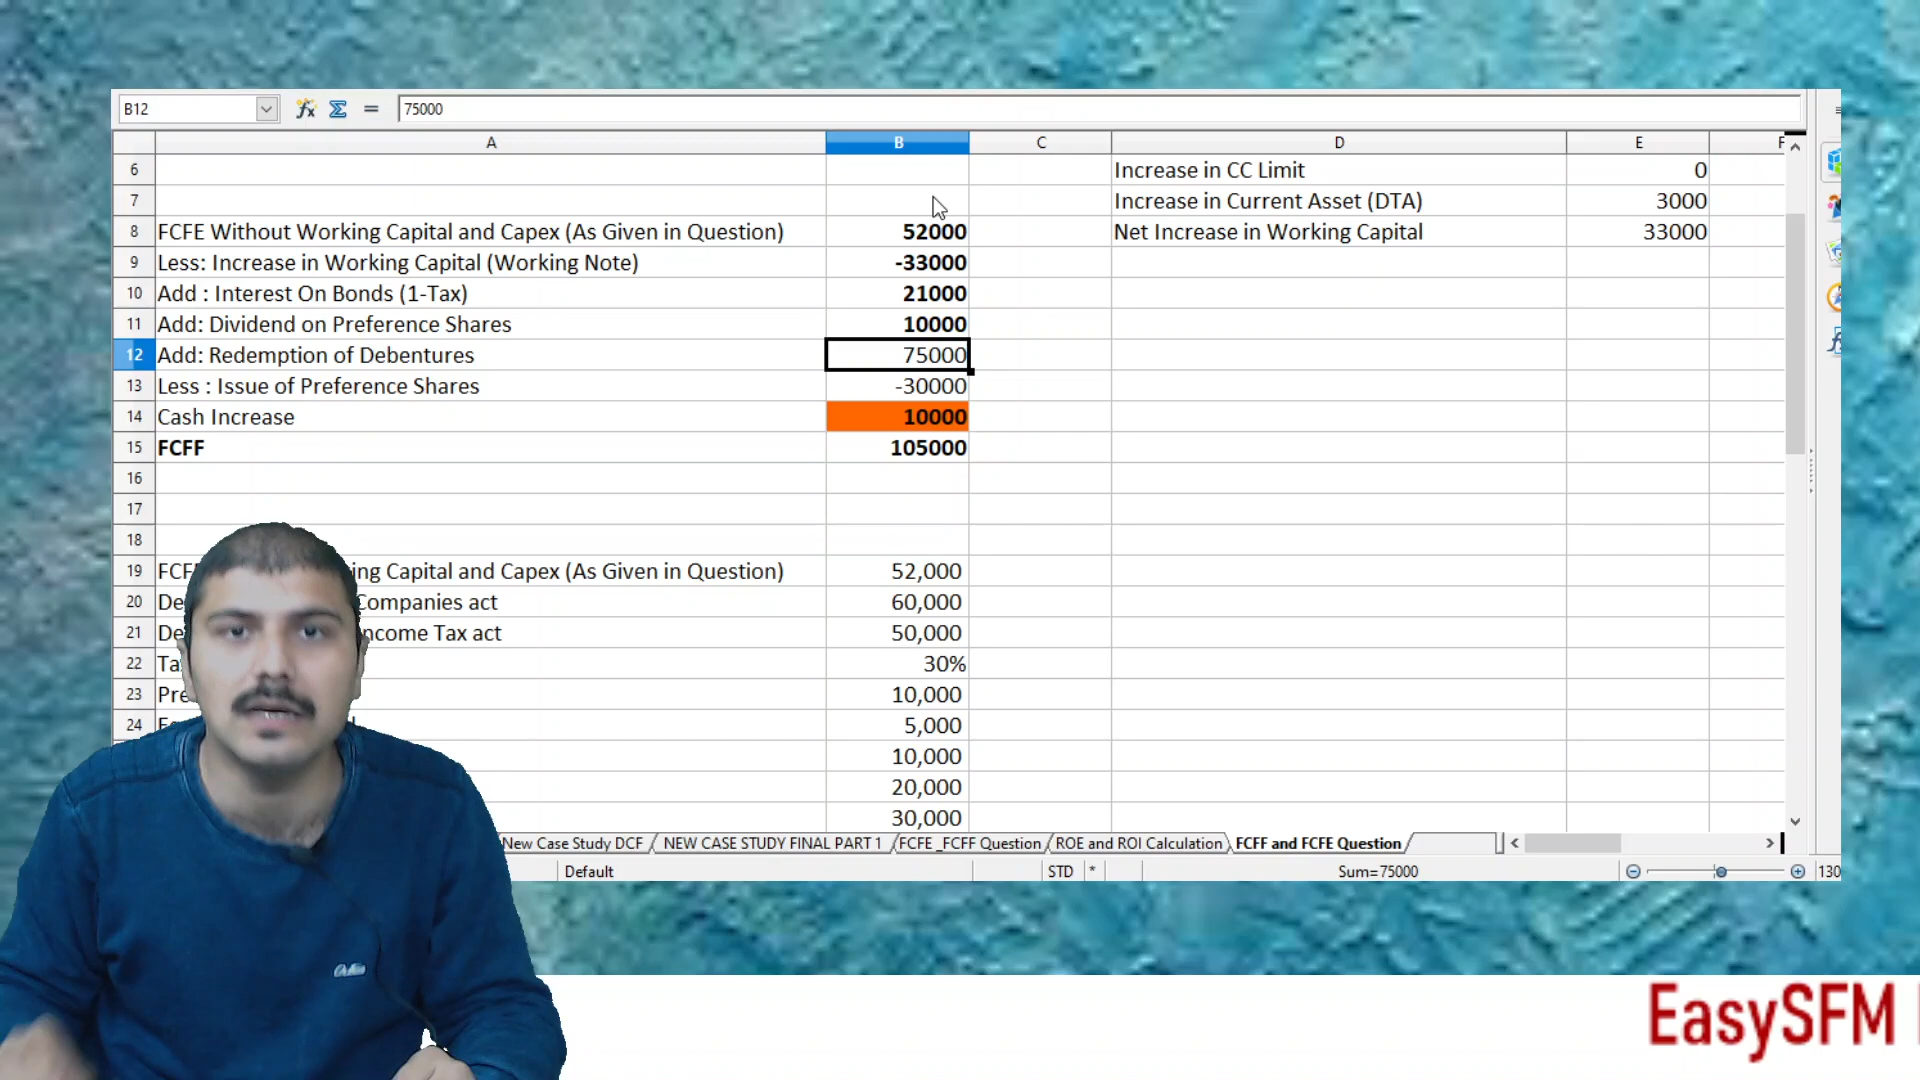 B12 = 75000
A B C D E F
6 Increase in CC Limit 0
7 Increase in Current Asset (DTA) 3000
8 FCFE Without Working Capital and Capex (As Given in Question) 52000 Net Increase in Working Capital 33000
9 Less: Increase in Working Capital (Working Note) -33000
10 Add : Interest On Bonds (1-Tax) 21000
11 Add: Dividend on Preference Shares 10000
12 Add: Redemption of Debentures 75000
13 Less : Issue of Preference Shares -30000
14 Cash Increase 10000
15 FCFF 105000
16
17
18
19 FCF ing Capital and Capex (As Given in Question) 52,000
20 De Companies act 60,000
21 De ncome Tax act 50,000
22 Ta 30%
23 Pre 10,000
24 5,000
10,000
20,000
30,000
New Case Study DCF NEW CASE STUDY FINAL PART 1 FCFE _FCFF Question ROE and ROI Calculation FCFF and FCFE Question
Default STD * Sum=75000 130
EasySFM